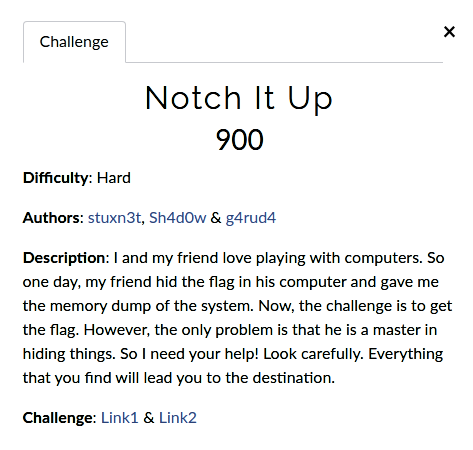 Challenge
×
Notch It Up
900
Difficulty: Hard
Authors: stuxn3t, Sh4d0w & g4rud4
Description: I and my friend love playing with computers. So
one day, my friend hid the flag in his computer and gave me
the memory dump of the system. Now, the challenge is to get
the flag. However, the only problem is that he is a master in
hiding things. So I need your help! Look carefully. Everything
that you find will lead you to the destination.
Challenge: Link1 & Link2